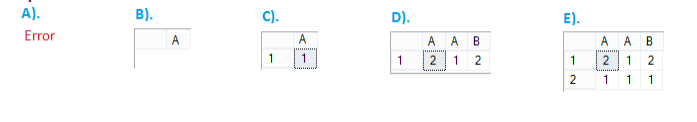 A).
Error
B).
A
C).
A
1 1
D).
A A B
1 2 1 2
E).
A A B
1 2 1 2
2 1 1 1